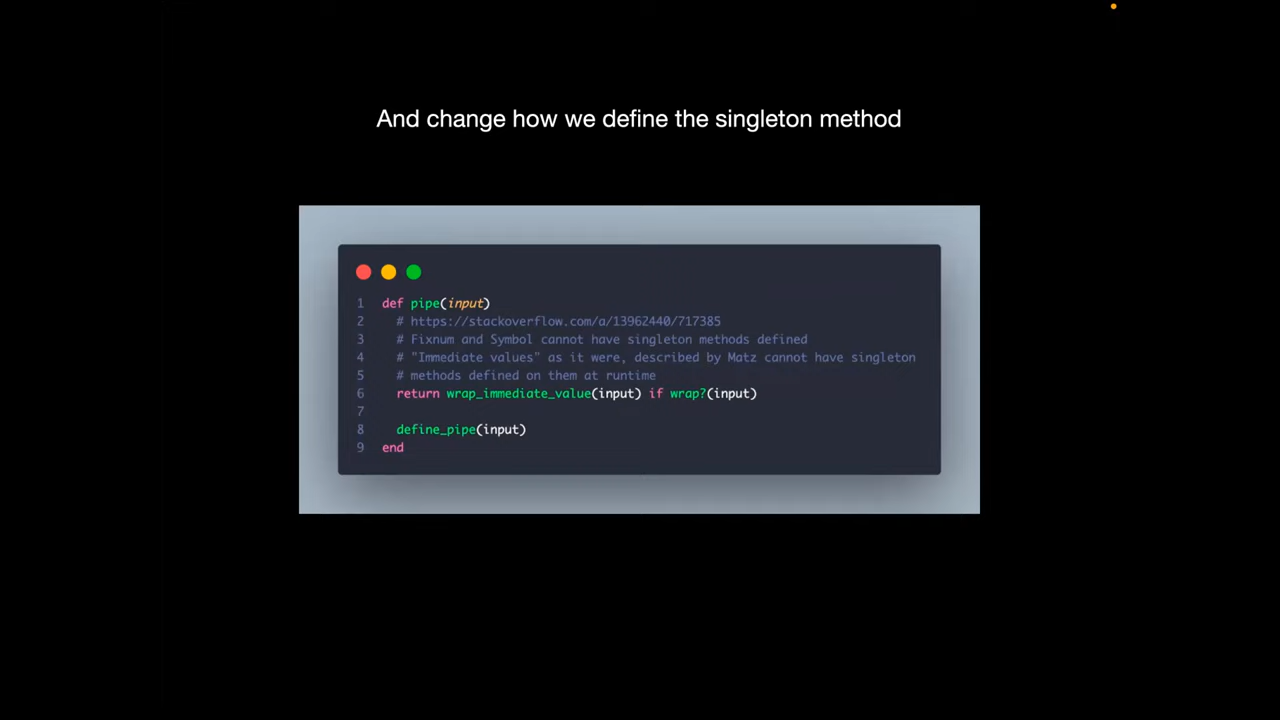 And change how we define the singleton method
1 def pipe(input)
2 # https://stackoverflow.com/a/13962440/717385
3 # Fixnum and Symbol cannot have singleton methods defined
4 # "Immediate values" as it were, described by Matz cannot have singleton
5 # methods defined on them at runtime
6 return wrap_immediate_value(input) if wrap?(input)
7
8 define_pipe(input)
9 end